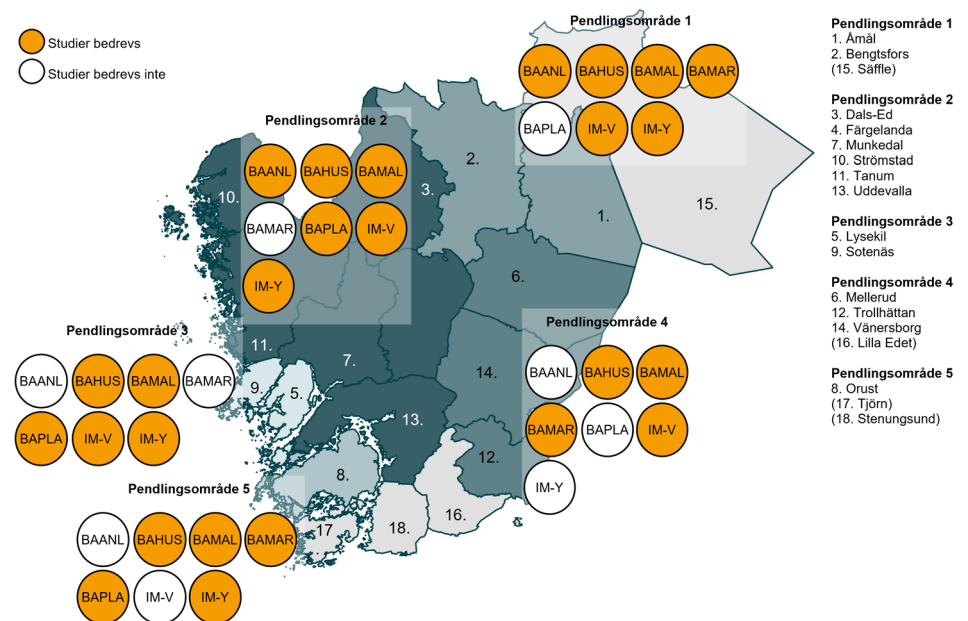 Pendlingsområde 1
Studier bedrevs
Studier bedrevs inte
BAANL BAHUS BAMAL BAMAR
BAPLA IM-V IM-Y
Pendlingsområde 2
BAANL BAHUS BAMAL
BAMAR BAPLA IM-V
IM-Y
Pendlingsområde 3
BAANL BAHUS BAMAL BAMAR
BAPLA IM-V IM-Y
Pendlingsområde 4
BAANL BAHUS BAMAL
BAMAR BAPLA IM-V
IM-Y
Pendlingsområde 5
BAANL BAHUS BAMAL BAMAR
BAPLA IM-V IM-Y
2.
3.
10.
1.
15.
6.
11.
7.
9.
5.
14.
13.
12.
8.
16.
17
18.
Pendlingsområde 1
1. Åmål
2. Bengtsfors
(15. Säffle)
Pendlingsområde 2
3. Dals-Ed
4. Färgelanda
7. Munkedal
10. Strömstad
11. Tanum
13. Uddevalla
Pendlingsområde 3
5. Lysekil
9. Sotenäs
Pendlingsområde 4
6. Mellerud
12. Trollhättan
14. Vänersborg
(16. Lilla Edet)
Pendlingsområde 5
8. Orust
(17. Tjörn)
(18. Stenungsund)